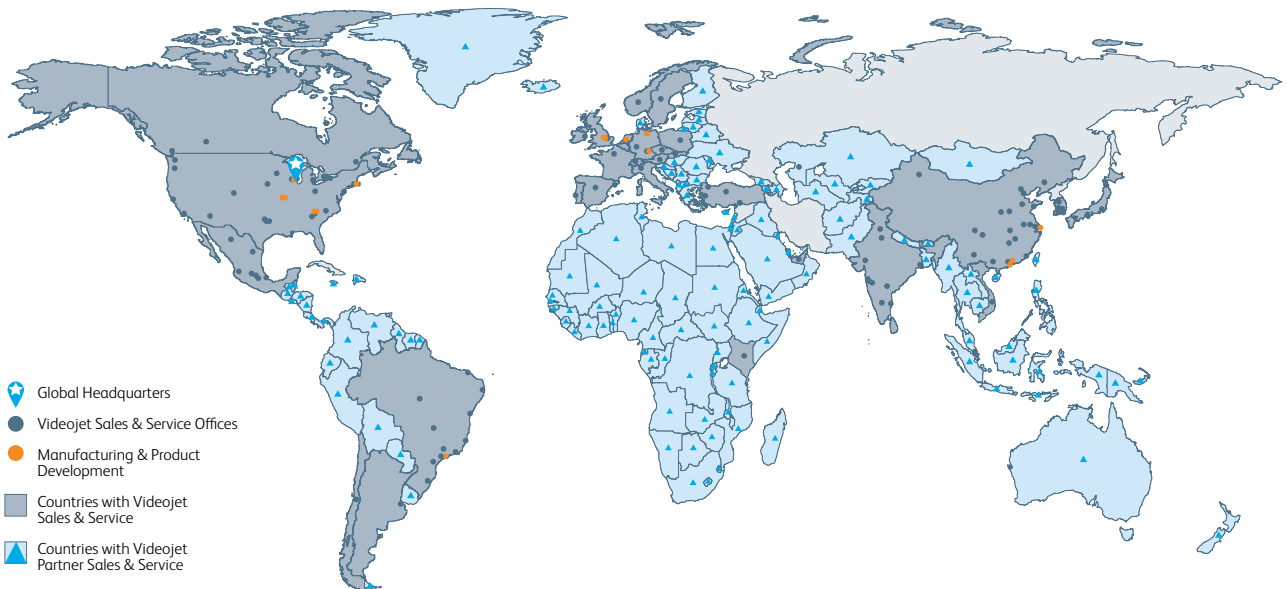 Global Headquarters
Videojet Sales & Service Offices
Manufacturing & Product
Development
Countries with Videojet
Sales & Service
Countries with Videojet
Partner Sales & Service